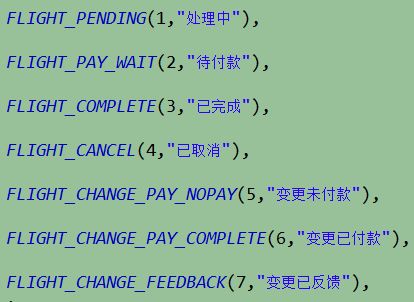 FLIGHT_PENDING(1,"处理中"),
FLIGHT_PAY_WAIT(2,"待付款"),
FLIGHT_COMPLETE(3,"已完成"),
FLIGHT_CANCEL(4,"已取消"),
FLIGHT_CHANGE_PAY_NOPAY(5,"变更未付款"),
FLIGHT_CHANGE_PAY_COMPLETE(6,"变更已付款"),
FLIGHT_CHANGE_FEEDBACK(7,"变更已反馈"),